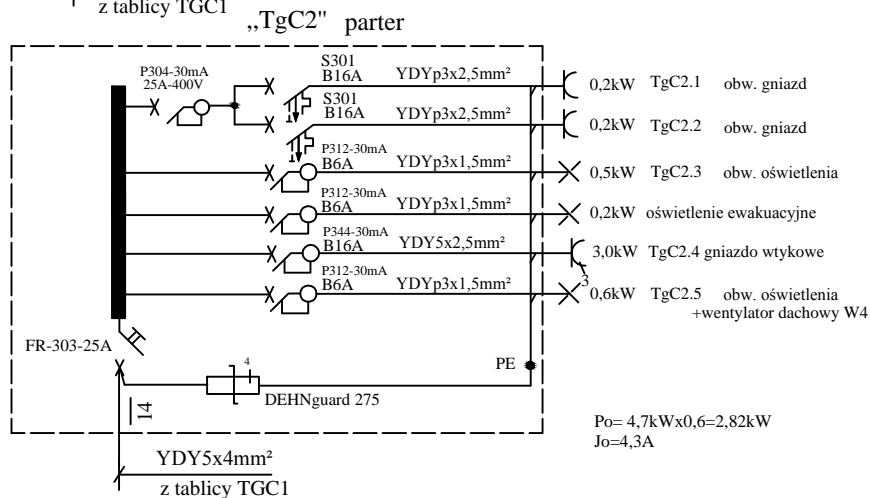 z tablicy TGC1
„TgC2" parter
P304-30mA
25A-400V
S301
B16A
YDYp3x2,5mm²
0,2kW TgC2.1 obw. gniazd
S301
B16A
YDYp3x2,5mm²
0,2kW TgC2.2 obw. gniazd
P312-30mA
B6A
YDYp3x1,5mm²
0,5kW TgC2.3 obw. oświetlenia
P312-30mA
B6A
YDYp3x1,5mm²
0,2kW oświetlenie ewakuacyjne
P344-30mA
B16A
YDY5x2,5mm²
3,0kW TgC2.4 gniazdo wtykowe
3
P312-30mA
B6A
YDYp3x1,5mm²
0,6kW TgC2.5 obw. oświetlenia
+wentylator dachowy W4
FR-303-25A
PE
4
DEHNguard 275
14
Po= 4,7kWx0,6=2,82kW
Jo=4,3A
YDY5x4mm²
z tablicy TGC1